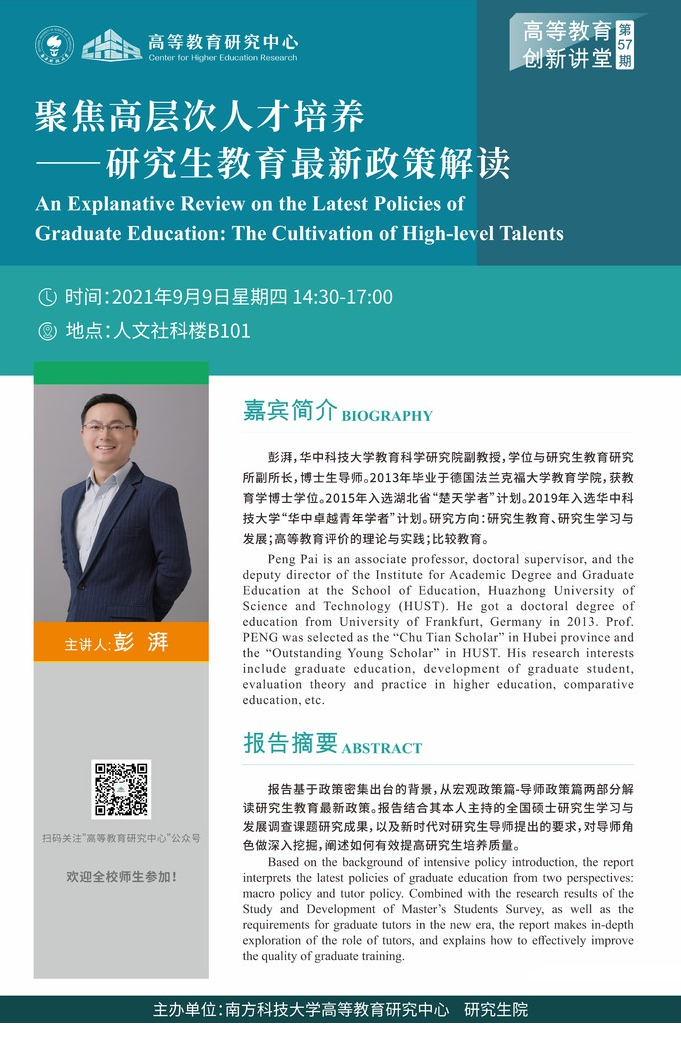 高等教育研究中心
Center for Higher Education Research
高等教育
创新讲堂
第
57
期
聚焦高层次人才培养
——研究生教育最新政策解读
An Explanative Review on the Latest Policies of
Graduate Education: The Cultivation of High-level Talents
时间：2021年9月9日星期四 14:30-17:00
地点：人文社科楼B101
主讲人：彭 湃
扫码关注"高等教育研究中心"公众号
欢迎全校师生参加！
嘉宾简介 BIOGRAPHY
彭湃，华中科技大学教育科学研究院副教授，学位与研究生教育研究
所副所长，博士生导师。2013年毕业于德国法兰克福大学教育学院，获教
育学博士学位。2015年入选湖北省“楚天学者”计划。2019年入选华中科
技大学“华中卓越青年学者”计划。研究方向：研究生教育、研究生学习与
发展；高等教育评价的理论与实践；比较教育。
Peng Pai is an associate professor, doctoral supervisor, and the
deputy director of the Institute for Academic Degree and Graduate
Education at the School of Education, Huazhong University of
Science and Technology (HUST). He got a doctoral degree of
education from University of Frankfurt, Germany in 2013. Prof.
PENG was selected as the “Chu Tian Scholar” in Hubei province and
the “Outstanding Young Scholar” in HUST. His research interests
include graduate education, development of graduate student,
evaluation theory and practice in higher education, comparative
education, etc.
报告摘要 ABSTRACT
报告基于政策密集出台的背景，从宏观政策篇-导师政策篇两部分解
读研究生教育最新政策。报告结合其本人主持的全国硕士研究生学习与
发展调查课题研究成果，以及新时代对研究生导师提出的要求，对导师角
色做深入挖掘，阐述如何有效提高研究生培养质量。
Based on the background of intensive policy introduction, the report
interprets the latest policies of graduate education from two perspectives:
macro policy and tutor policy. Combined with the research results of the
Study and Development of Master’s Students Survey, as well as the
requirements for graduate tutors in the new era, the report makes in-depth
exploration of the role of tutors, and explains how to effectively improve
the quality of graduate training.
主办单位：南方科技大学高等教育研究中心 研究生院